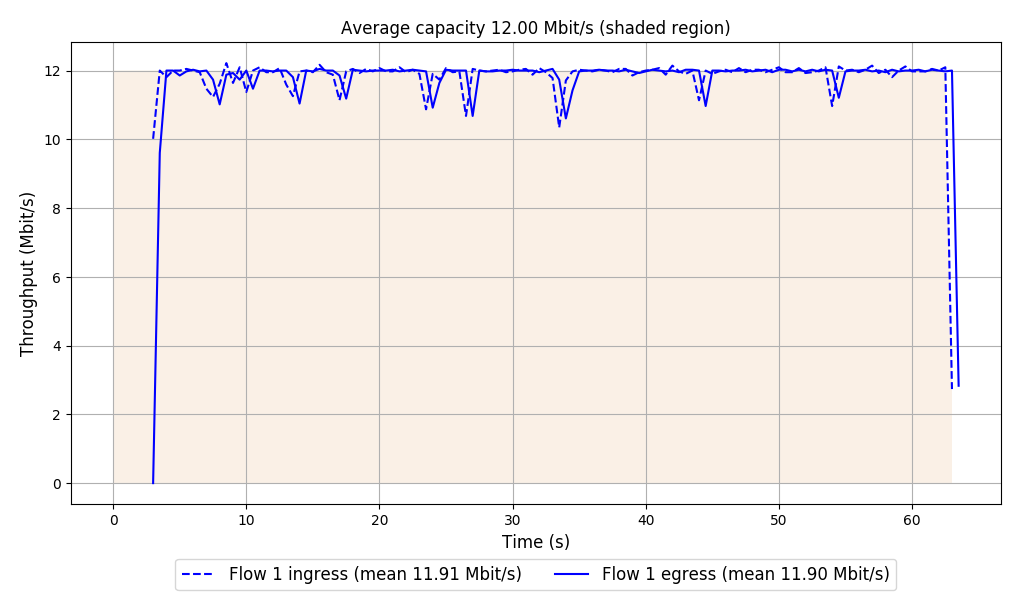 Average capacity 12.00 Mbit/s (shaded region)
Throughput (Mbit/s)
12
10
8
6
4
2
0
0 10 20 30 40 50 60
Time (s)
Flow 1 ingress (mean 11.91 Mbit/s) Flow 1 egress (mean 11.90 Mbit/s)